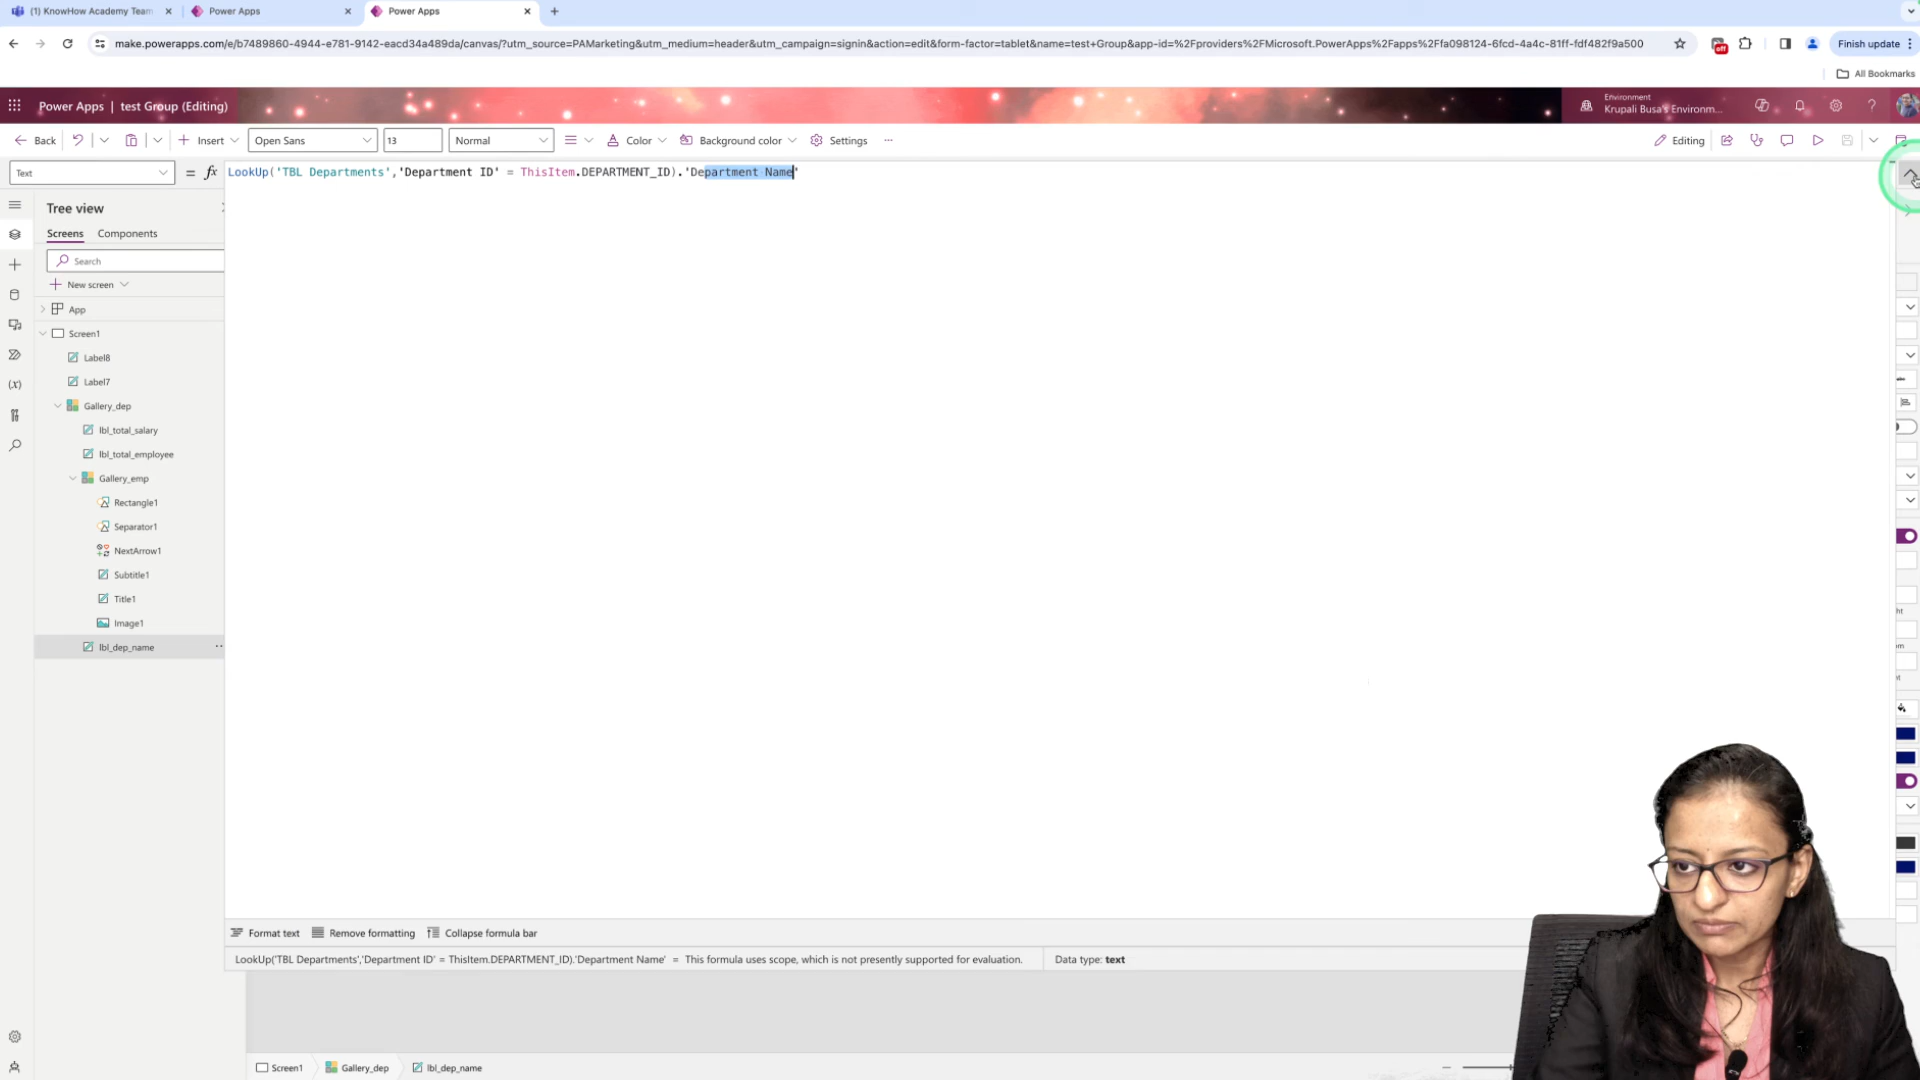 (1) KnowHow Academy Team
Power Apps
Power Apps
make.powerapps.com/e/b7489860-4944-e781-9142-eacd34a489da/canvas/?utm_source=PAMarketing&utm_medium=header&utm_campaign=signin&action=edit&form-factor=tablet&name=test+Group&app-id=%2Fproviders%2FMicrosoft.PowerApps%2Fapps%2Ffa098124-6fcd-4a4c-81ff-fdf482f9a500
off
Finish update
All Bookmarks
Power Apps | test Group (Editing)
Environment
Krupali Busa's Environm...
Back
Insert
Open Sans
13
Normal
Color
Background color
Settings
Editing
Text
= fx
LookUp('TBL Departments','Department ID' = ThisItem.DEPARTMENT_ID).'Department Name'
Tree view
Screens
Components
Search
New screen
App
Screen1
Label8
Label7
Gallery_dep
lbl_total_salary
lbl_total_employee
Gallery_emp
Rectangle1
Separator1
NextArrow1
Subtitle1
Title1
Image1
lbl_dep_name
Format text
Remove formatting
Collapse formula bar
LookUp('TBL Departments','Department ID' = ThisItem.DEPARTMENT_ID).'Department Name' = This formula uses scope, which is not presently supported for evaluation.
Data type: text
Screen1
Gallery_dep
lbl_dep_name